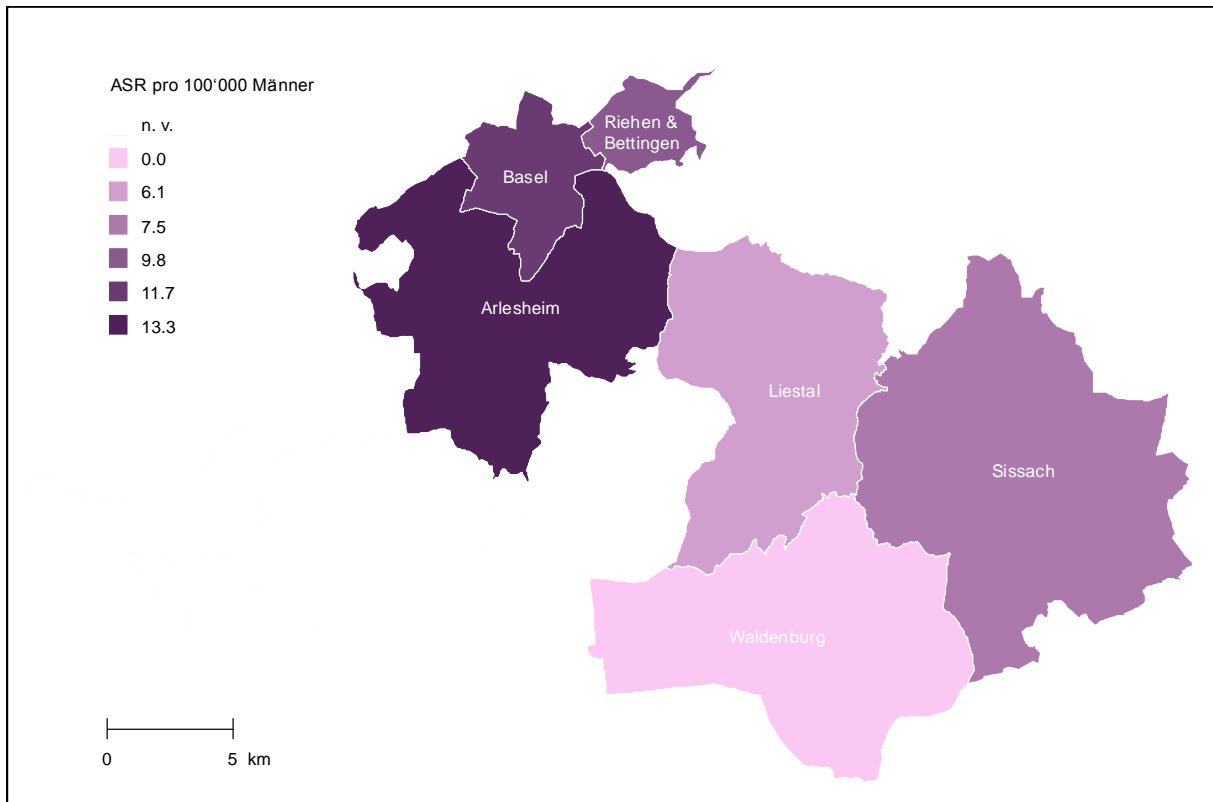 ASR pro 100‘000 Männer
n. v.
0.0
6.1
7.5
9.8
11.7
13.3
Riehen &
Bettingen
Basel
Arlesheim
Liestal
Sissach
Waldenburg
0 5 km